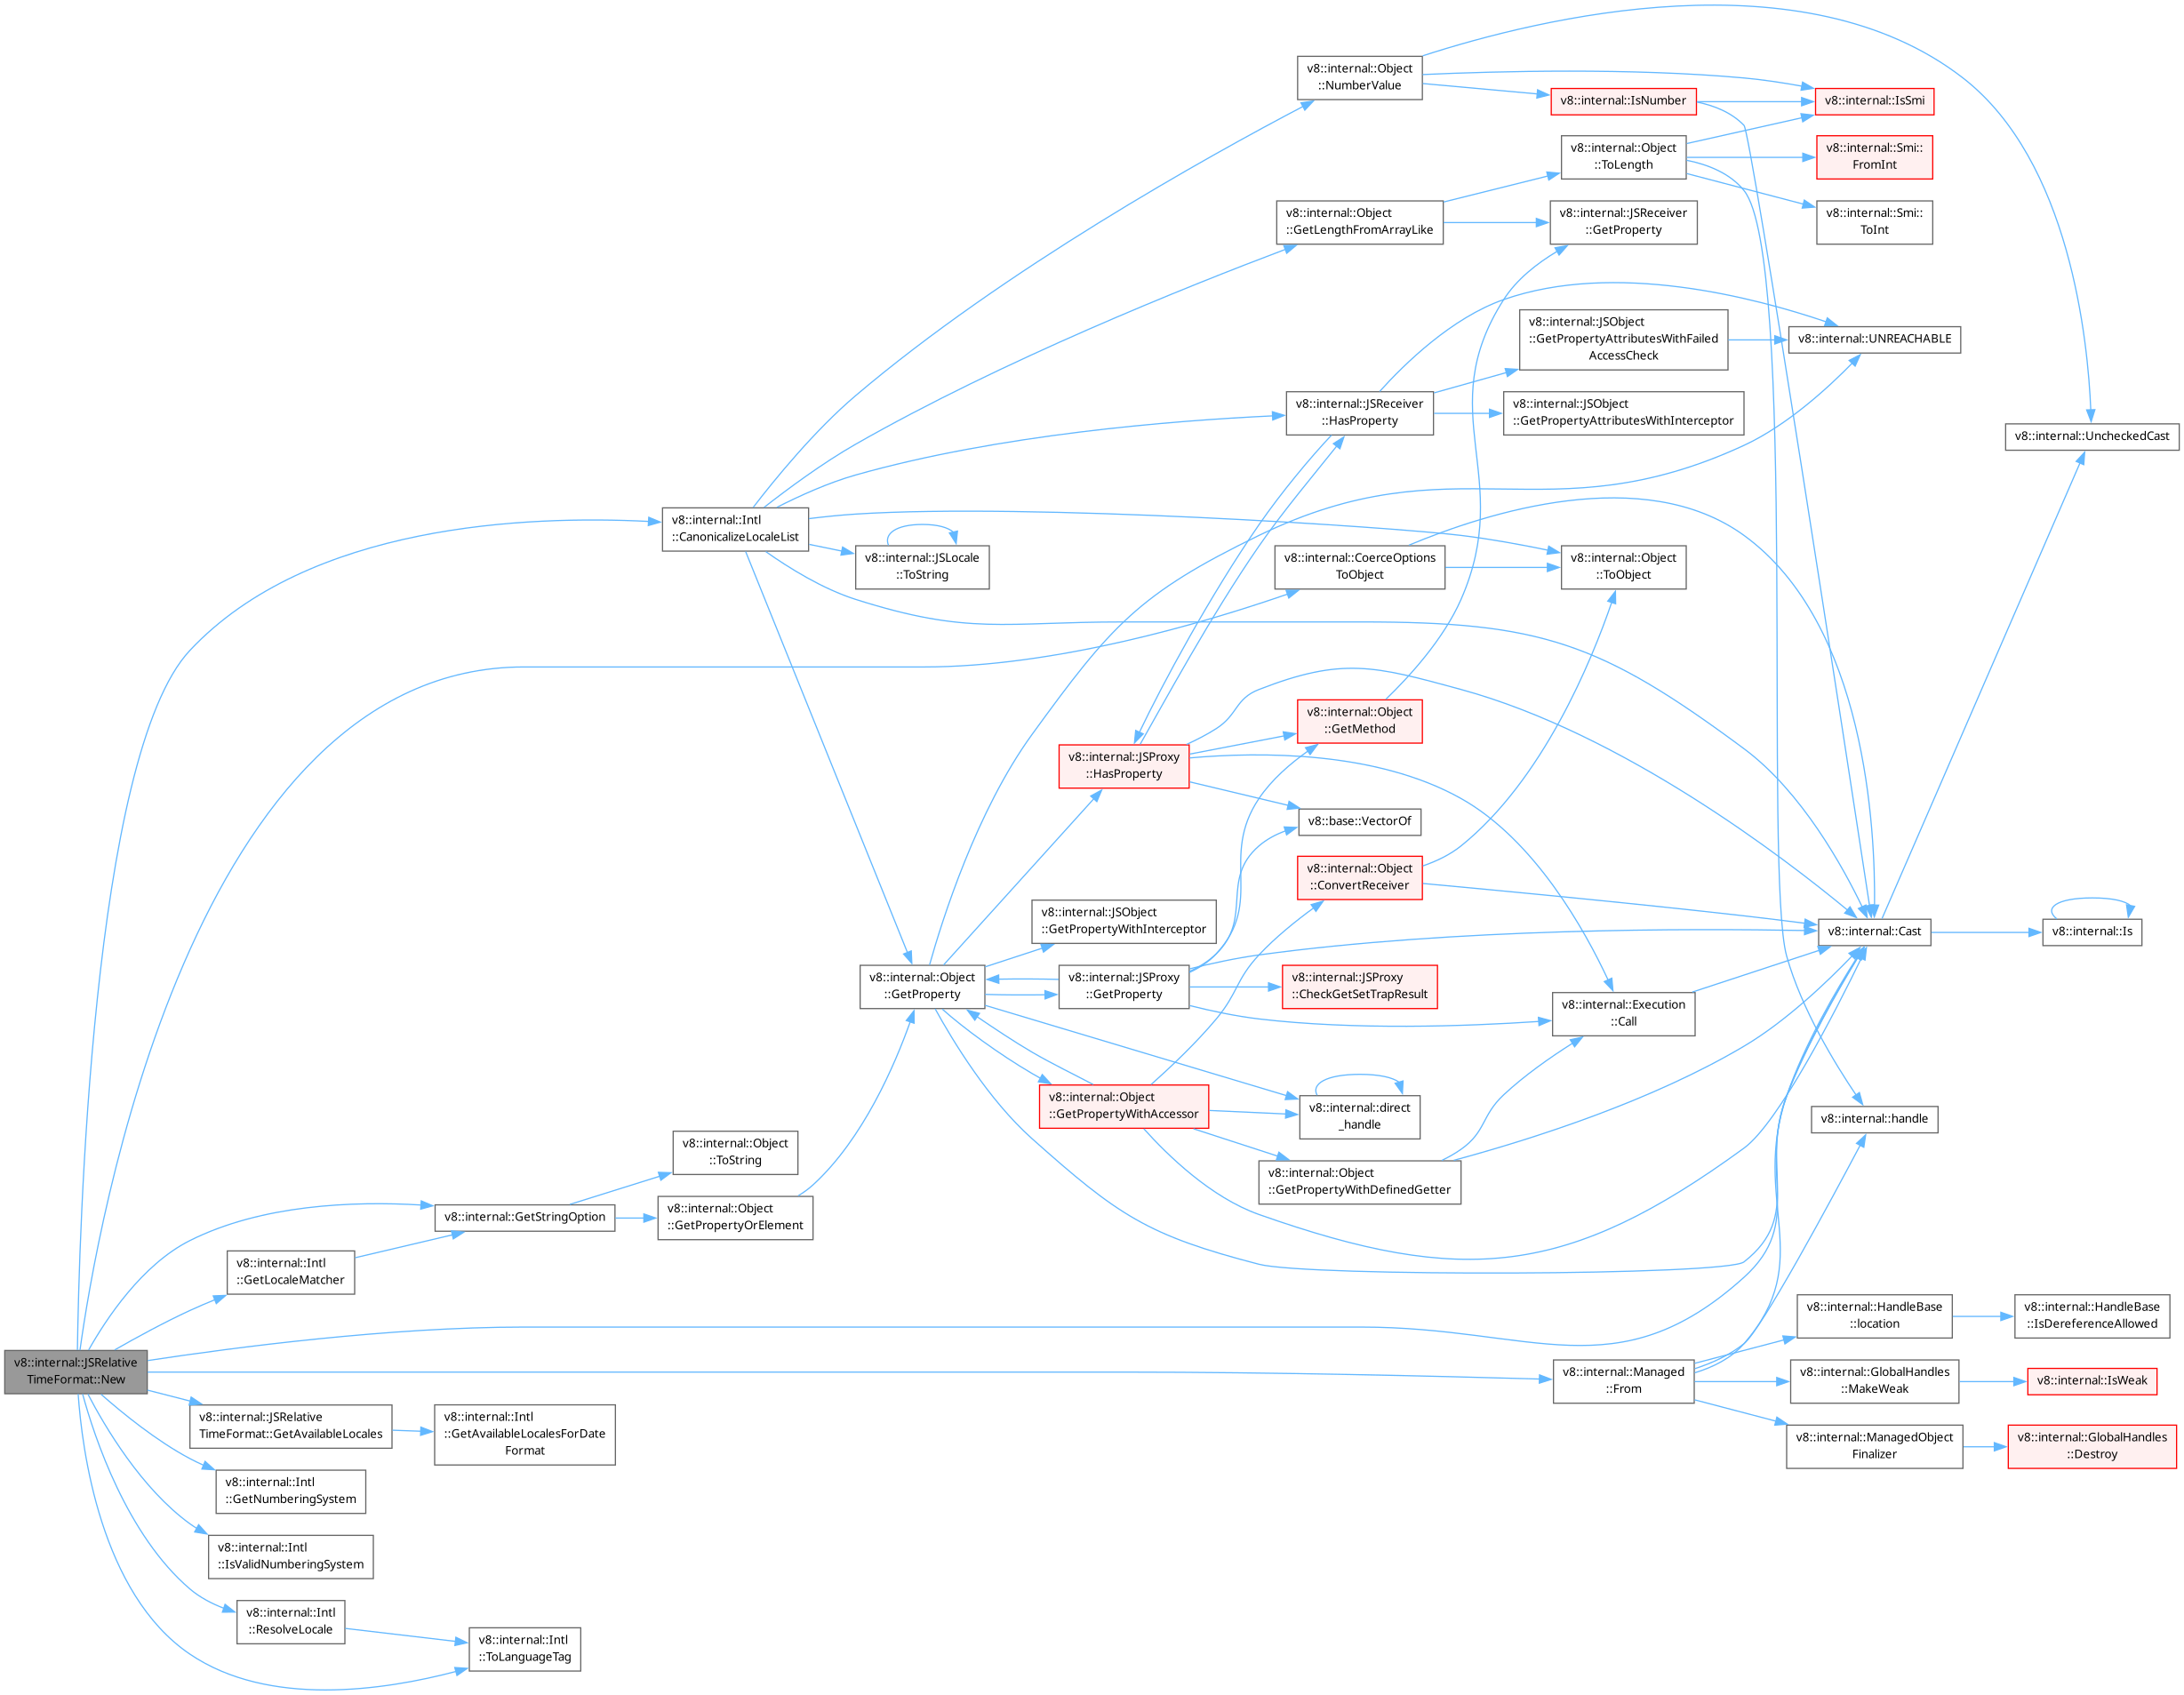 v8::internal::Object
::NumberValue
v8::internal::IsNumber
v8::internal::IsSmi
v8::internal::Object
::ToLength
v8::internal::Smi::
FromInt
v8::internal::Object
::GetLengthFromArrayLike
v8::internal::JSReceiver
::GetProperty
v8::internal::Smi::
ToInt
v8::internal::JSObject
::GetPropertyAttributesWithFailed
AccessCheck
v8::internal::UNREACHABLE
v8::internal::JSReceiver
::HasProperty
v8::internal::JSObject
::GetPropertyAttributesWithInterceptor
v8::internal::UncheckedCast
v8::internal::Intl
::CanonicalizeLocaleList
v8::internal::JSLocale
::ToString
v8::internal::CoerceOptions
ToObject
v8::internal::Object
::ToObject
v8::internal::Object
::GetMethod
v8::internal::JSProxy
::HasProperty
v8::base::VectorOf
v8::internal::Object
::ConvertReceiver
v8::internal::JSObject
::GetPropertyWithInterceptor
v8::internal::Cast
v8::internal::Is
v8::internal::Object
::GetProperty
v8::internal::JSProxy
::GetProperty
v8::internal::JSProxy
::CheckGetSetTrapResult
v8::internal::Execution
::Call
v8::internal::Object
::GetPropertyWithAccessor
v8::internal::direct
_handle
v8::internal::handle
v8::internal::Object
::ToString
v8::internal::Object
::GetPropertyWithDefinedGetter
v8::internal::GetStringOption
v8::internal::Object
::GetPropertyOrElement
v8::internal::Intl
::GetLocaleMatcher
v8::internal::HandleBase
::location
v8::internal::HandleBase
::IsDereferenceAllowed
v8::internal::JSRelative
TimeFormat::New
v8::internal::Managed
::From
v8::internal::GlobalHandles
::MakeWeak
v8::internal::IsWeak
v8::internal::JSRelative
TimeFormat::GetAvailableLocales
v8::internal::Intl
::GetAvailableLocalesForDate
Format
v8::internal::ManagedObject
Finalizer
v8::internal::GlobalHandles
::Destroy
v8::internal::Intl
::GetNumberingSystem
v8::internal::Intl
::IsValidNumberingSystem
v8::internal::Intl
::ResolveLocale
v8::internal::Intl
::ToLanguageTag